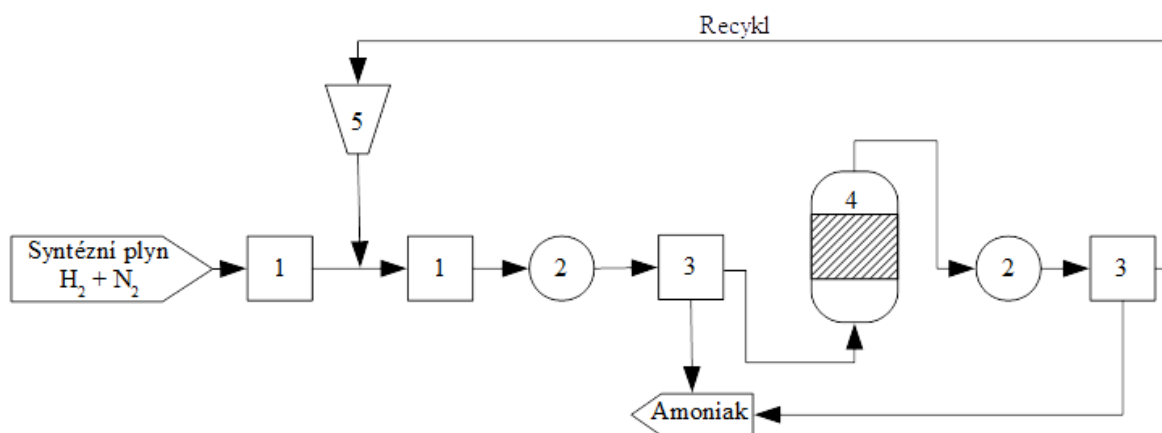 Recykl
5
4
Syntézní plyn
H₂ + N₂
1
1
2
3
2
3
Amoniak